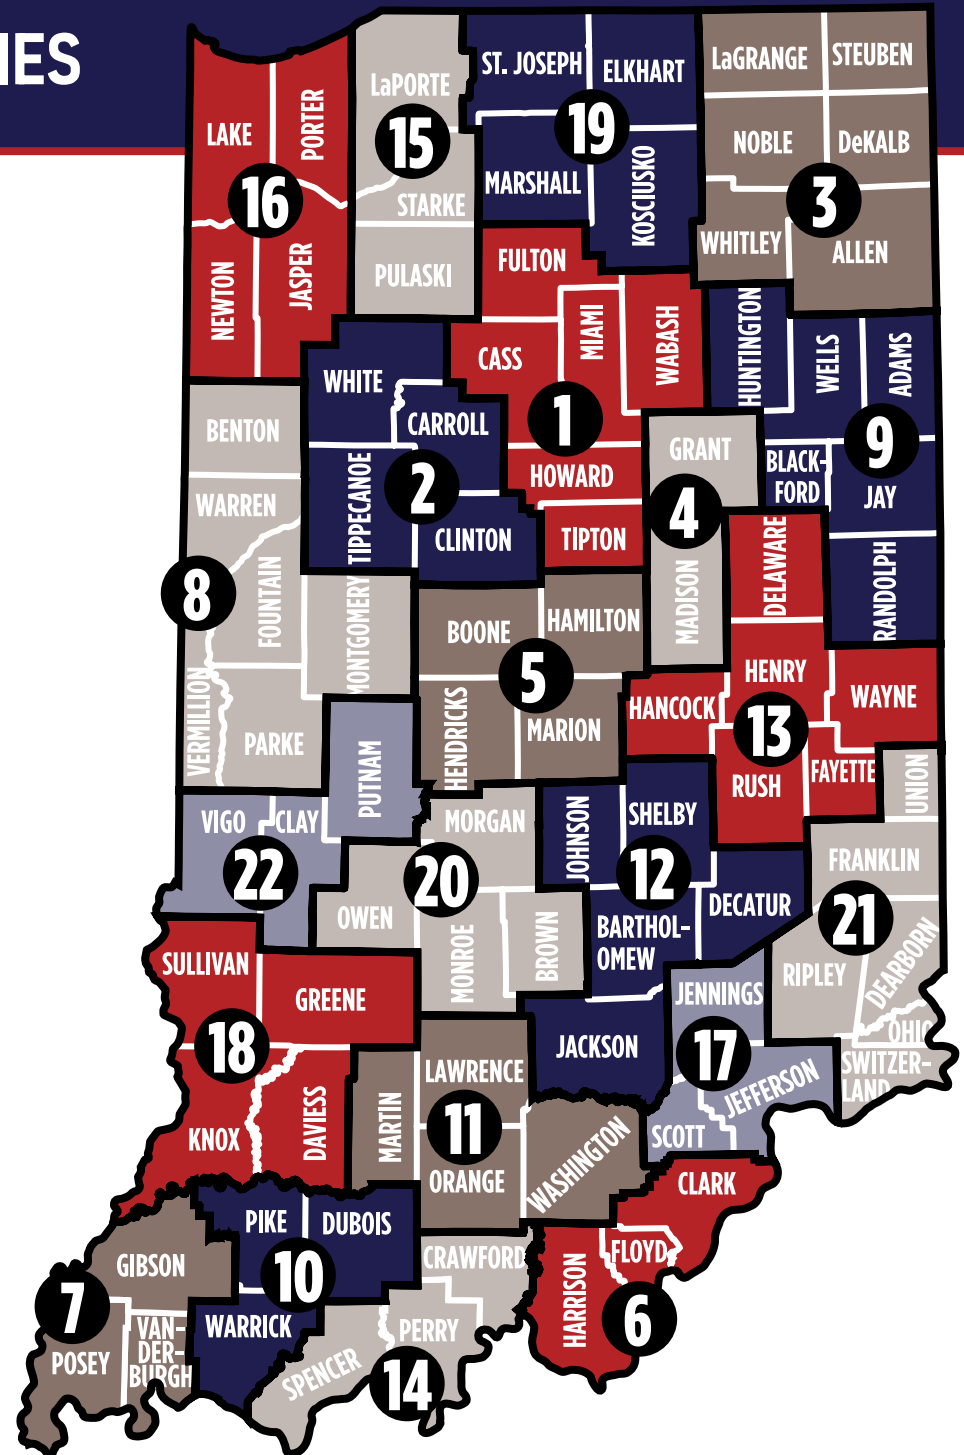 IES
LaPORTE
ST. JOSEPH
ELKHART
LaGRANGE
STEUBEN
LAKE
PORTER
15
19
NOBLE
DeKALB
16
STARKE
MARSHALL
KOSCIUSKO
3
WHITLEY
ALLEN
NEWTON
JASPER
PULASKI
FULTON
MIAMI
WABASH
HUNTINGTON
WELLS
ADAMS
WHITE
CASS
BENTON
CARROLL
1
GRANT
9
WARREN
TIPPECANOE
2
HOWARD
BLACK-
FORD
JAY
CLINTON
TIPTON
4
DELAWARE
8
FOUNTAIN
MONTGOMERY
BOONE
HAMILTON
MADISON
RANDOLPH
5
HENRY
VERMILLION
PARKE
HENDRICKS
MARION
HANCOCK
13
WAYNE
PUTNAM
RUSH
FAYETTE
UNION
VIGO
CLAY
MORGAN
JOHNSON
SHELBY
22
20
12
FRANKLIN
OWEN
MONROE
BROWN
BARTHOL-
OMEW
DECATUR
21
SULLIVAN
GREENE
JENNINGS
RIPLEY
DEARBORN
18
JACKSON
17
OHIO
LAWRENCE
SWITZER-
LAND
KNOX
DAVIESS
MARTIN
11
JEFFERSON
SCOTT
ORANGE
WASHINGTON
CLARK
PIKE
DUBOIS
GIBSON
10
CRAWFORD
HARRISON
FLOYD
7
WARRICK
PERRY
6
POSEY
VAN-
DER-
BURGH
SPENCER
14